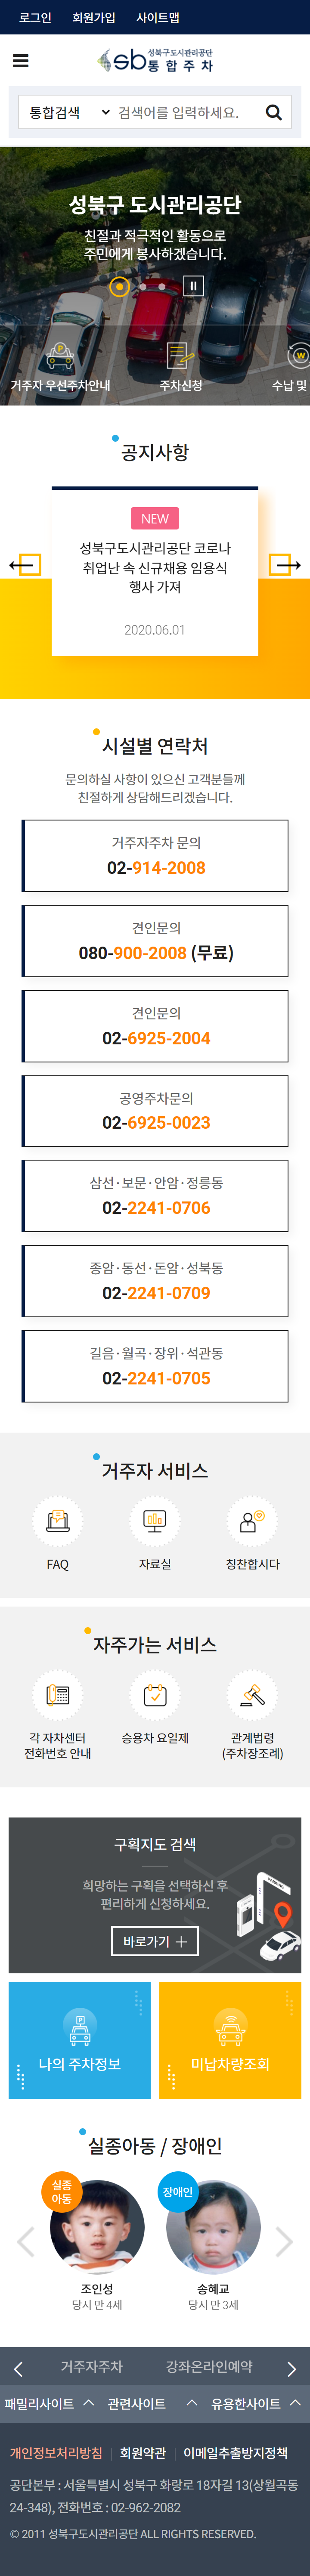 로그인 회원가입 사이트맵
sb 성북구도시관리공단
통합주차
통합검색 검색어를 입력하세요.
성북구 도시관리공단
친절과 적극적인 활동으로
주민에게 봉사하겠습니다.
거주자 우선주차안내 주차신청 수납 및
공지사항
NEW
성북구도시관리공단 코로나
취업난 속 신규채용 임용식
행사 가져
2020.06.01
시설별 연락처
문의하실 사항이 있으신 고객분들께
친절하게 상담해드리겠습니다.
거주자주차 문의
02-914-2008
견인문의
080-900-2008 (무료)
견인문의
02-6925-2004
공영주차문의
02-6925-0023
삼선·보문·안암·정릉동
02-2241-0706
종암·동선·돈암·성북동
02-2241-0709
길음·월곡·장위·석관동
02-2241-0705
거주자 서비스
FAQ 자료실 칭찬합시다
자주가는 서비스
각 자차센터
전화번호 안내
승용차 요일제
관계법령
(주차장조례)
구획지도 검색
희망하는 구획을 선택하신 후
편리하게 신청하세요.
바로가기
나의 주차정보 미납차량조회
실종아동 / 장애인
실종
아동
장애인
조인성 송혜교
당시 만 4세 당시 만 3세
거주자주차 강좌온라인예약
패밀리사이트 관련사이트 유용한사이트
개인정보처리방침 회원약관 이메일추출방지정책
공단본부 : 서울특별시 성북구 화랑로 18자길 13(상월곡동
24-348), 전화번호 : 02-962-2082
© 2011 성북구도시관리공단 ALL RIGHTS RESERVED.